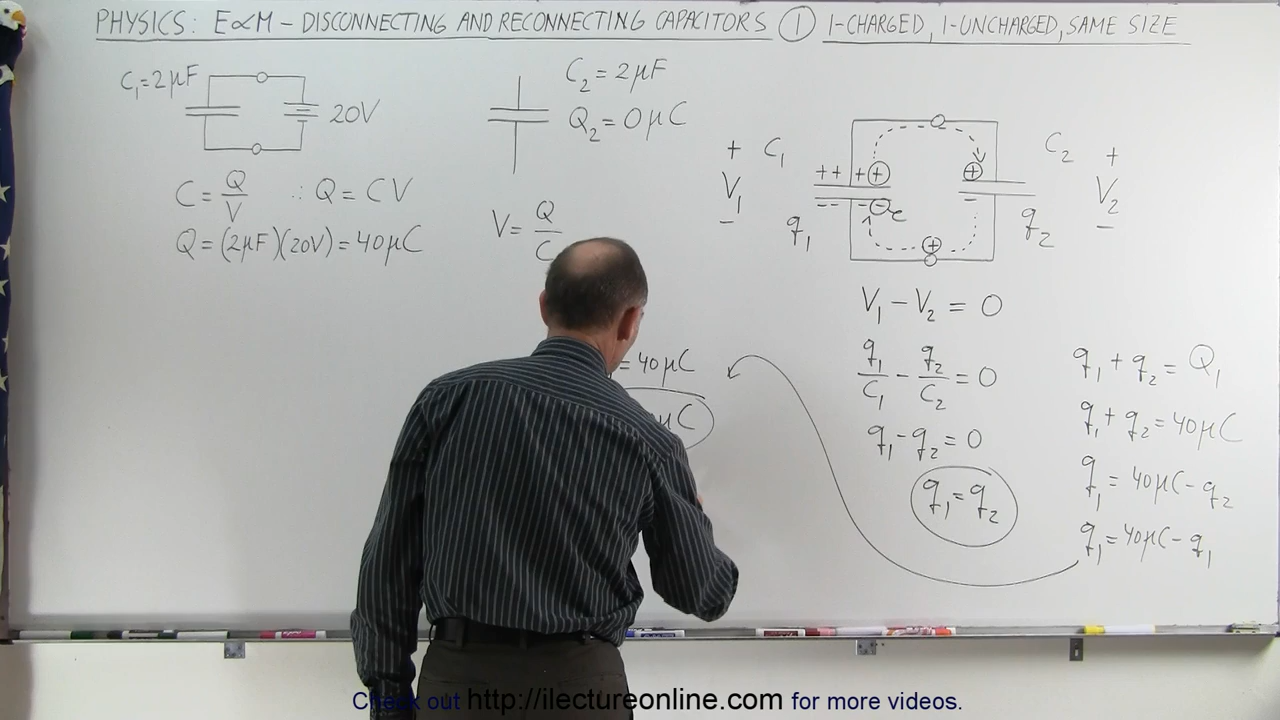 PHYSICS: E∝M – DISCONNECTING AND RECONNECTING CAPACITORS ① 1-CHARGED, 1-UNCHARGED, SAME SIZE
C₁=2μF
20V
C = Q/V ∴ Q = CV
Q = (2μF)(20V) = 40μC
C₂ = 2μF
Q₂ = 0μC
V = Q/C
= 40μC
μC
+ C₁
V₁
–
q₁
+ + + +
– – – –
e
+
+
–
C₂ +
V₂
–
q₂
V₁ – V₂ = 0
q₁/C₁ – q₂/C₂ = 0
q₁ – q₂ = 0
q₁ = q₂
q₁ + q₂ = Q₁
q₁ + q₂ = 40μC
q₁ = 40μC – q₂
q₁ = 40μC – q₁
Check out http://ilectureonline.com for more videos.